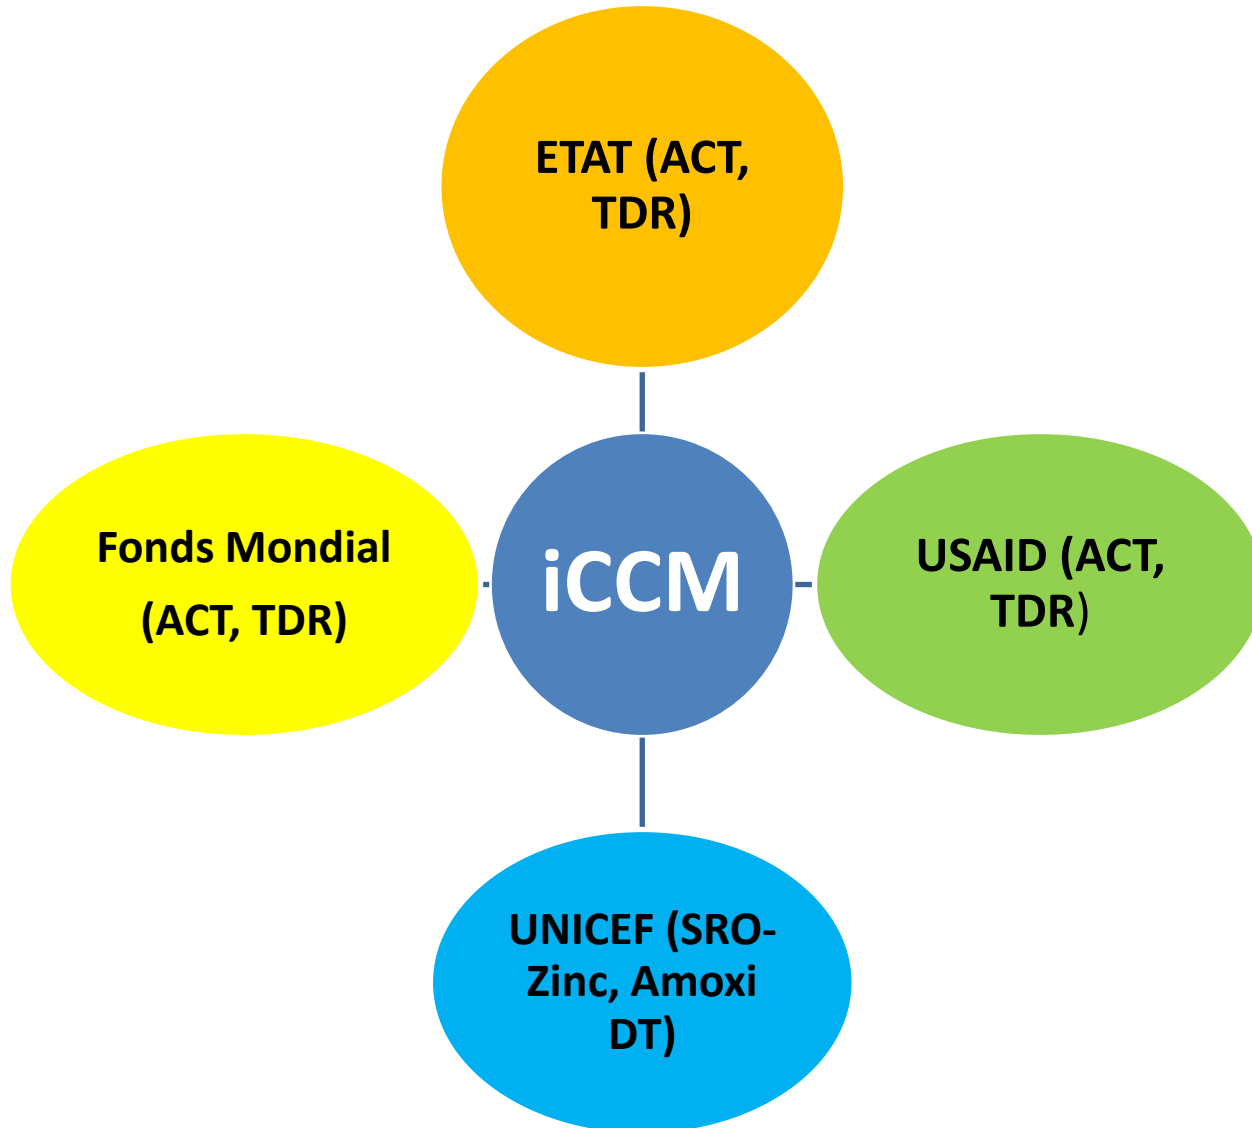 ETAT (ACT,
TDR)
Fonds Mondial
(ACT, TDR)
iCCM
USAID (ACT,
TDR)
UNICEF (SRO-
Zinc, Amoxi
DT)